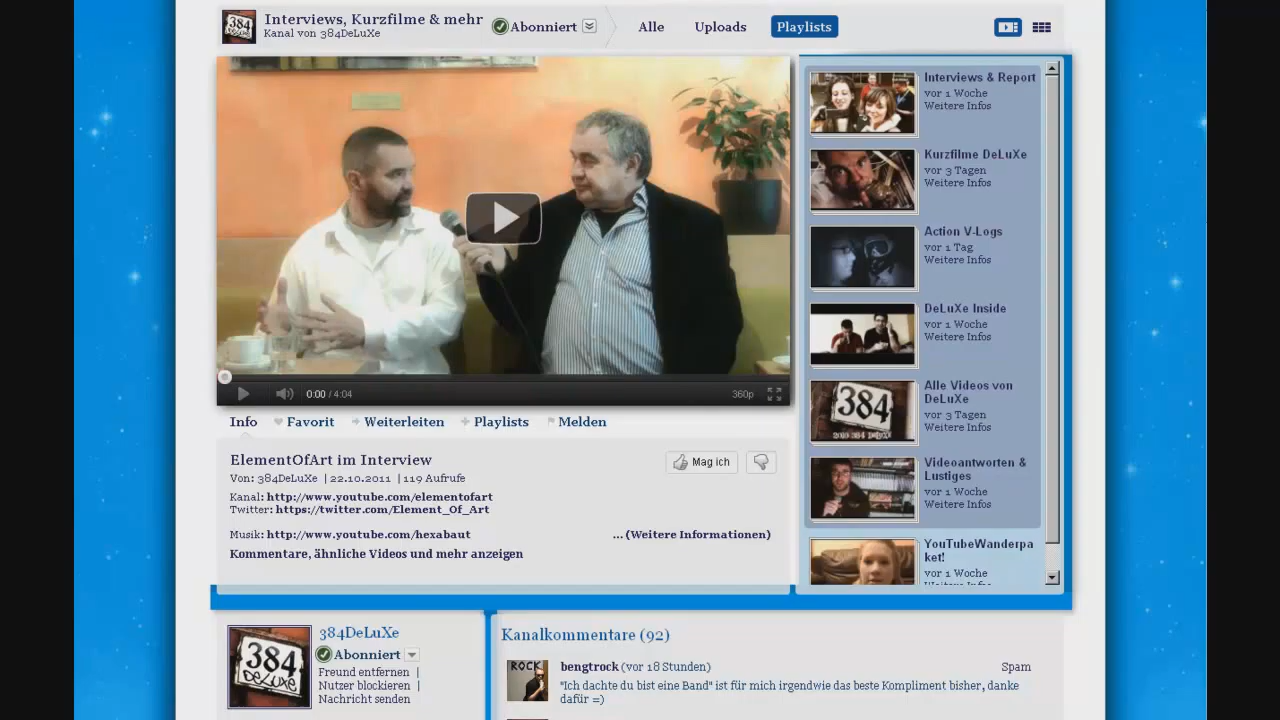 Interviews, Kurzfilme & mehr
Kanal von 384DeLuXe
Abonniert
Alle
Uploads
Playlists
Interviews & Report
vor 1 Woche
Weitere Infos
Kurzfilme DeLuXe
vor 3 Tagen
Weitere Infos
Action V-Logs
vor 1 Tag
Weitere Infos
DeLuXe Inside
vor 1 Woche
Weitere Infos
384
Alle Videos von
DeLuXe
vor 3 Tagen
Weitere Infos
Videoantworten &
Lustiges
vor 1 Woche
Weitere Infos
YouTubeWanderpa
ket!
vor 1 Woche
Weitere Infos
0:00 / 4:04
360p
Info
Favorit
Weiterleiten
Playlists
Melden
ElementOfArt im Interview
Mag ich
Von: 384DeLuXe | 22.10.2011 | 119 Aufrufe
Kanal: http://www.youtube.com/elementofart
Twitter: https://twitter.com/Element_Of_Art
Musik: http://www.youtube.com/hexabaut
... (Weitere Informationen)
Kommentare, ähnliche Videos und mehr anzeigen
384
DeLuXe
384DeLuXe
Abonniert
Freund entfernen |
Nutzer blockieren |
Nachricht senden
Kanalkommentare (92)
ROCK
bengtrock (vor 18 Stunden)
Spam
"Ich dachte du bist eine Band" ist für mich irgendwie das beste Kompliment bisher, danke
dafür =)